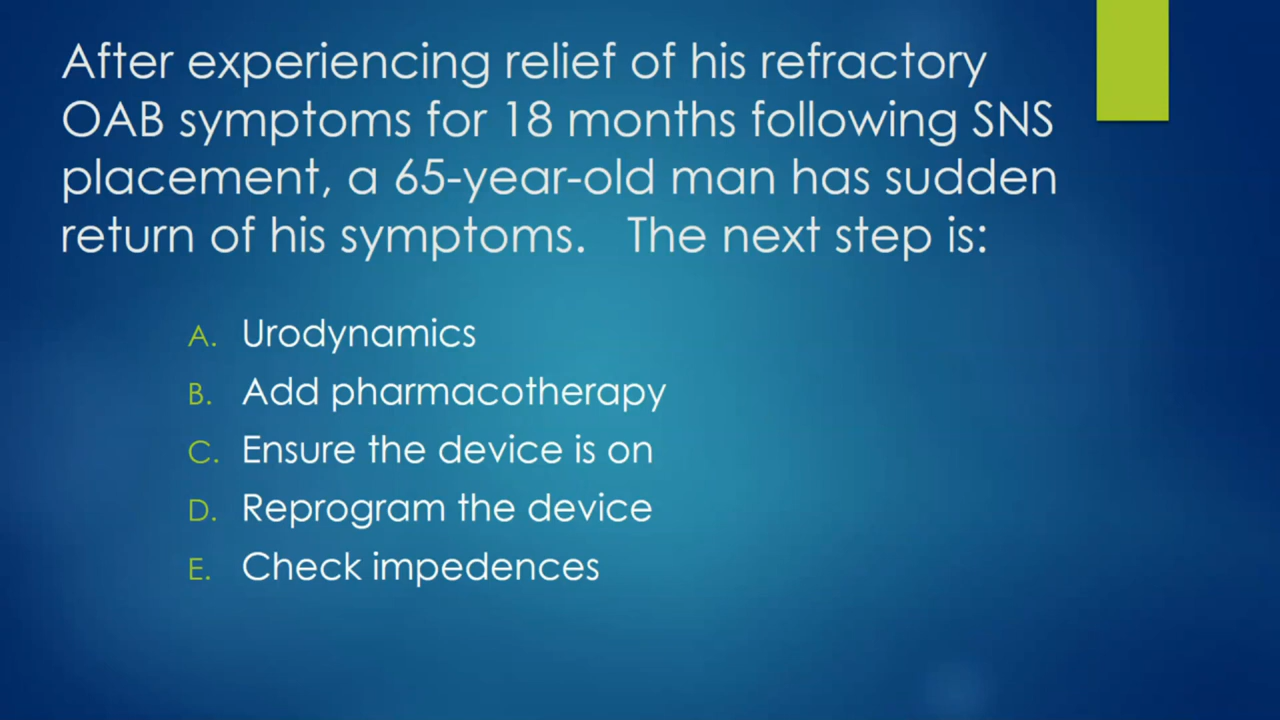 After experiencing relief of his refractory
OAB symptoms for 18 months following SNS
placement, a 65-year-old man has sudden
return of his symptoms.   The next step is:
A. Urodynamics
B. Add pharmacotherapy
C. Ensure the device is on
D. Reprogram the device
E. Check impedences